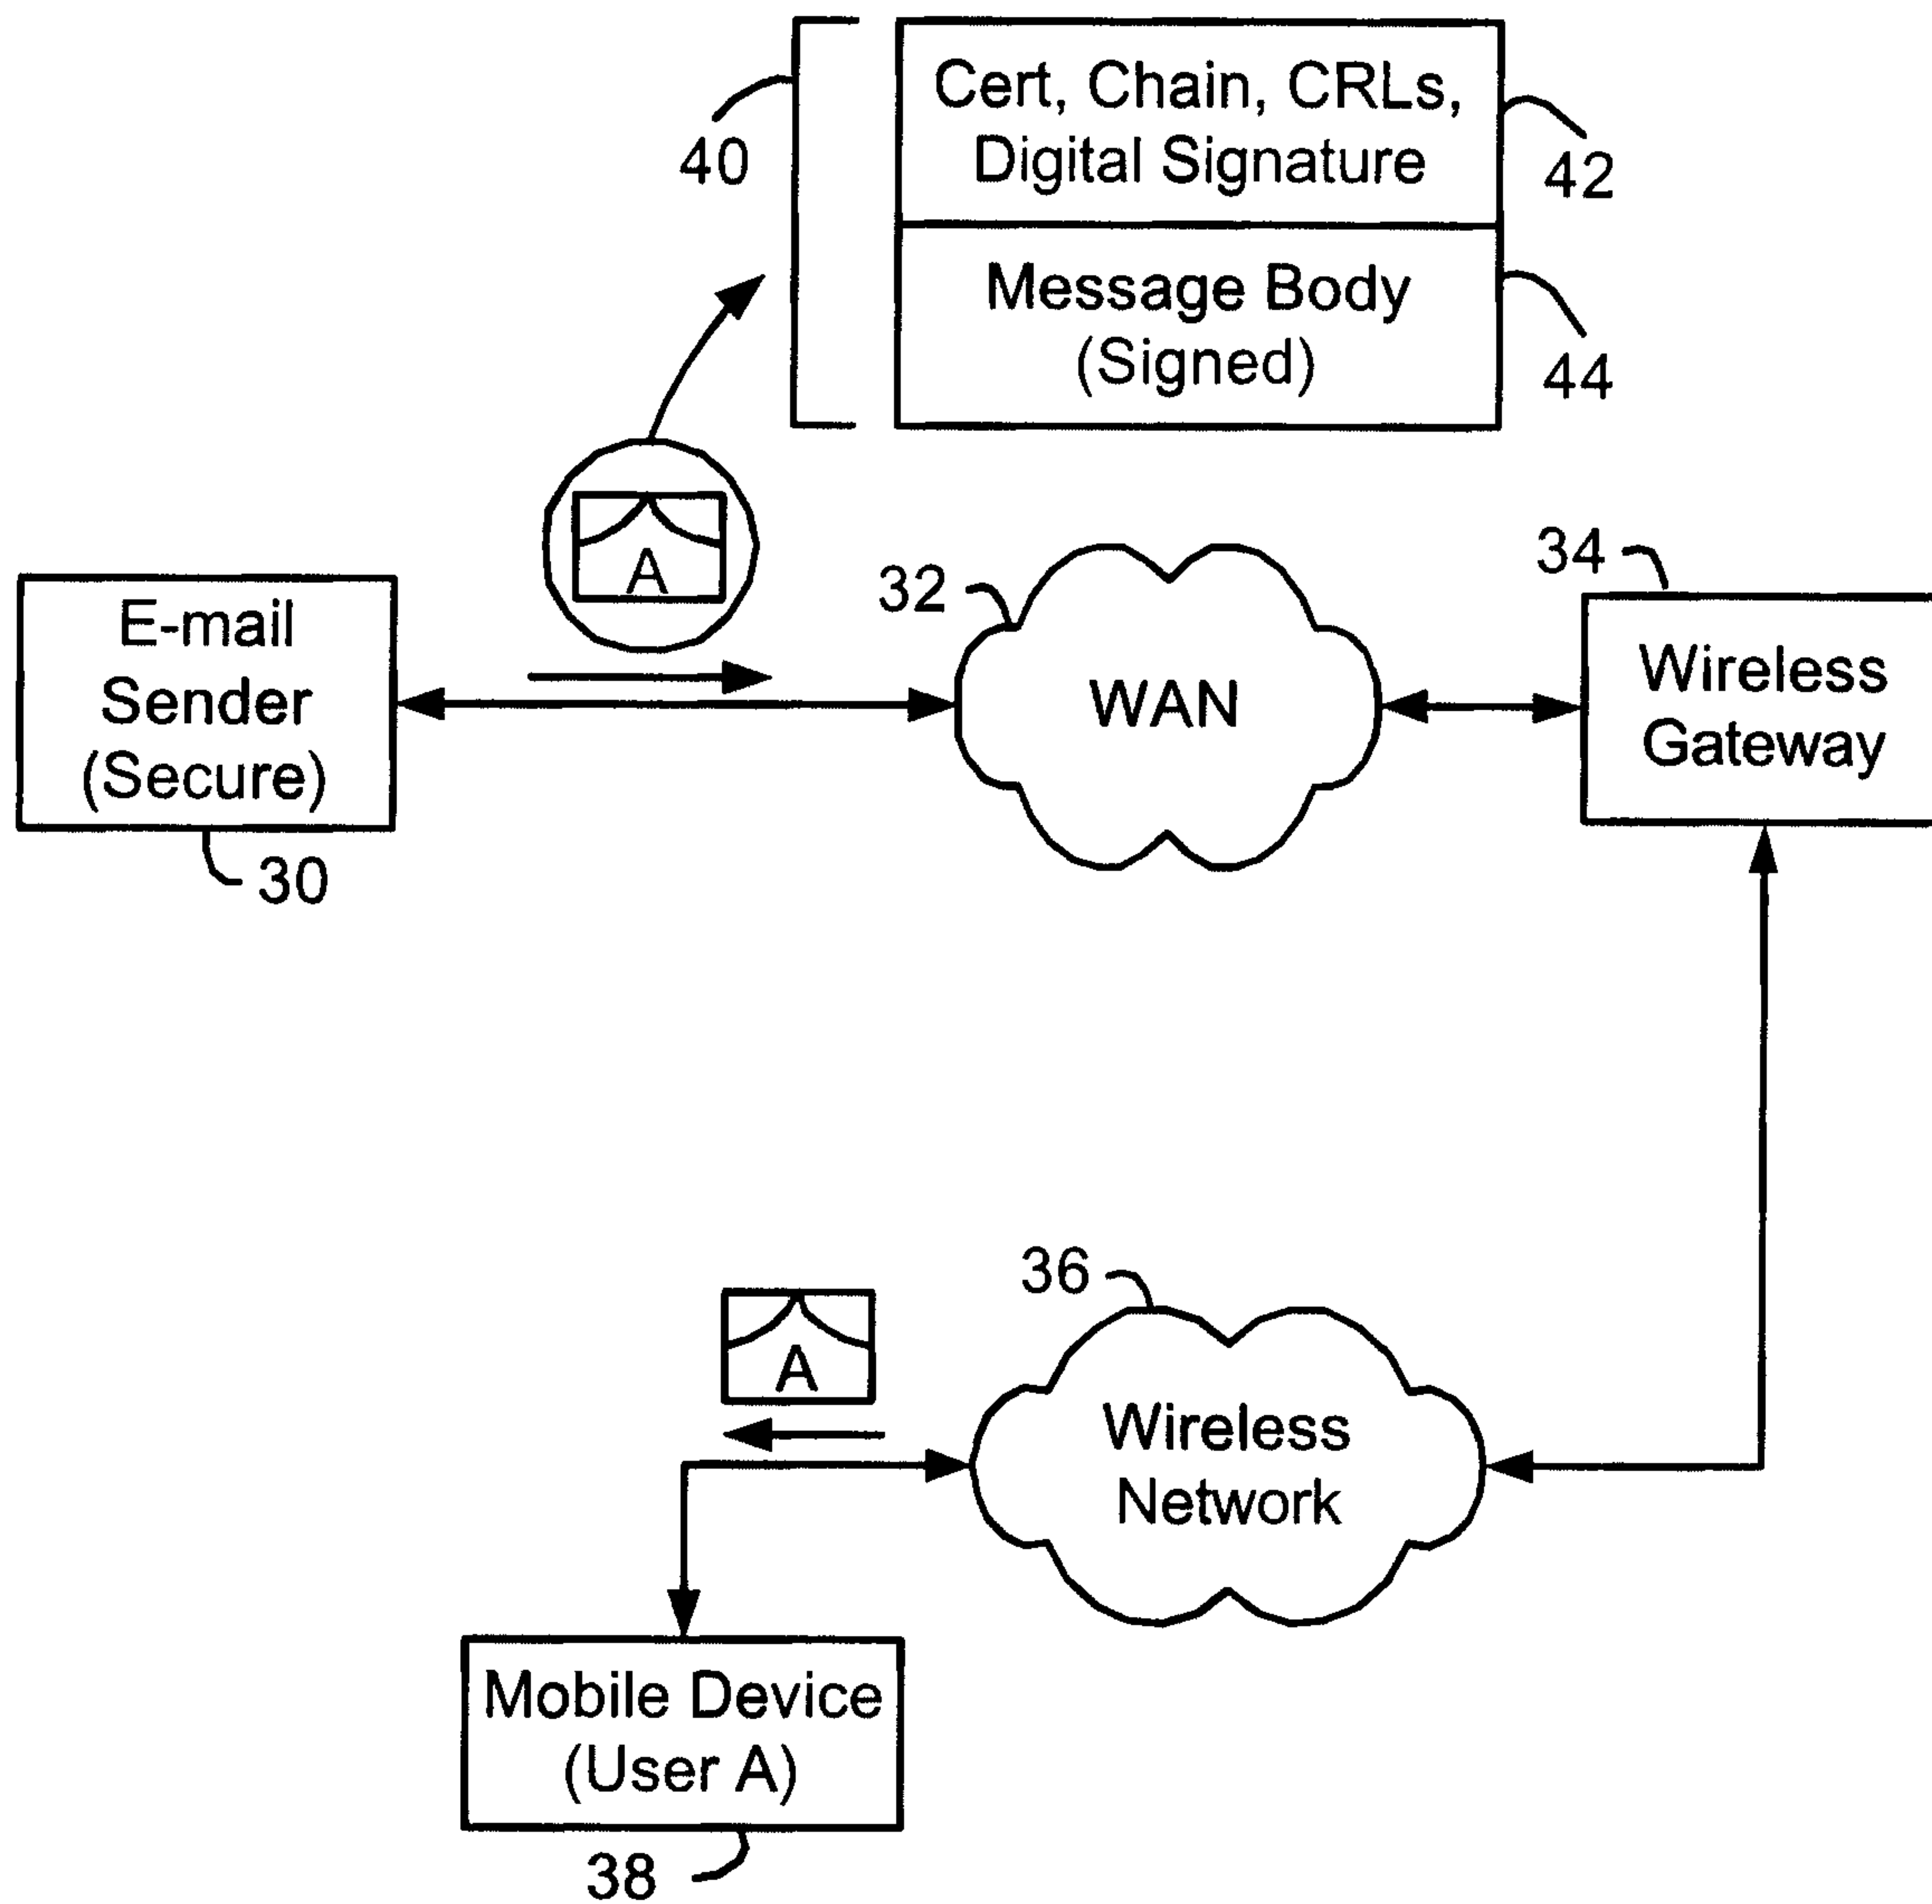 Cert, Chain, CRLs,
Digital Signature
40
42
Message Body
(Signed)
44
A
34
32
E-mail
Sender
(Secure)
WAN
Wireless
Gateway
30
36
A
Wireless
Network
Mobile Device
(User A)
38